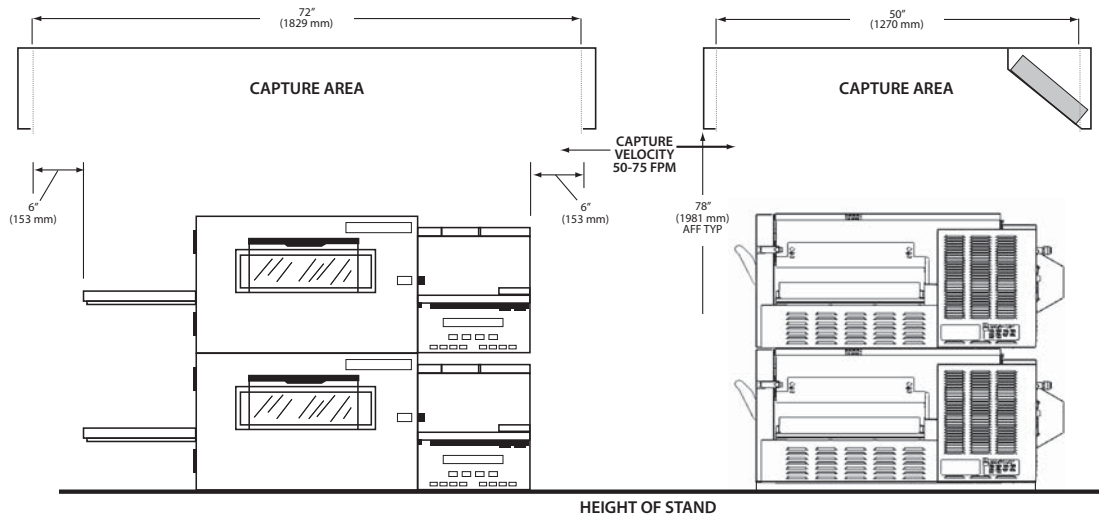 72"
(1829 mm)
50"
(1270 mm)
CAPTURE AREA
CAPTURE AREA
CAPTURE
VELOCITY
50-75 FPM
6"
(153 mm)
6"
(153 mm)
78"
(1981 mm)
AFF TYP
HEIGHT OF STAND